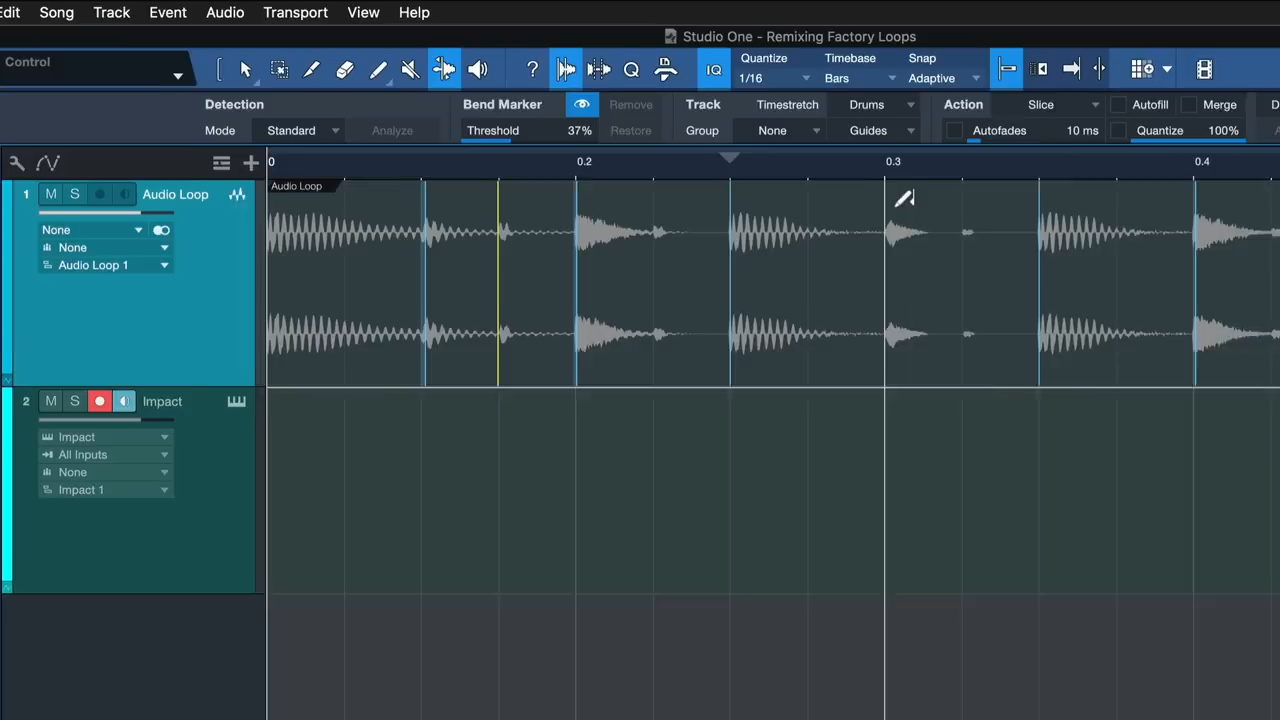 Edit Song Track Event Audio Transport View Help
Studio One - Remixing Factory Loops
Control
IQ
Quantize Timebase Snap
1/16 Bars Adaptive
Detection Bend Marker Remove Track Timestretch Drums Action Slice Autofill Merge
Mode Standard Analyze Threshold 37% Restore Group None Guides Autofades 10 ms Quantize 100%
0 0.2 0.3 0.4
1 M S Audio Loop
Audio Loop
None
None
Audio Loop 1
2 M S Impact
Impact
All Inputs
None
Impact 1